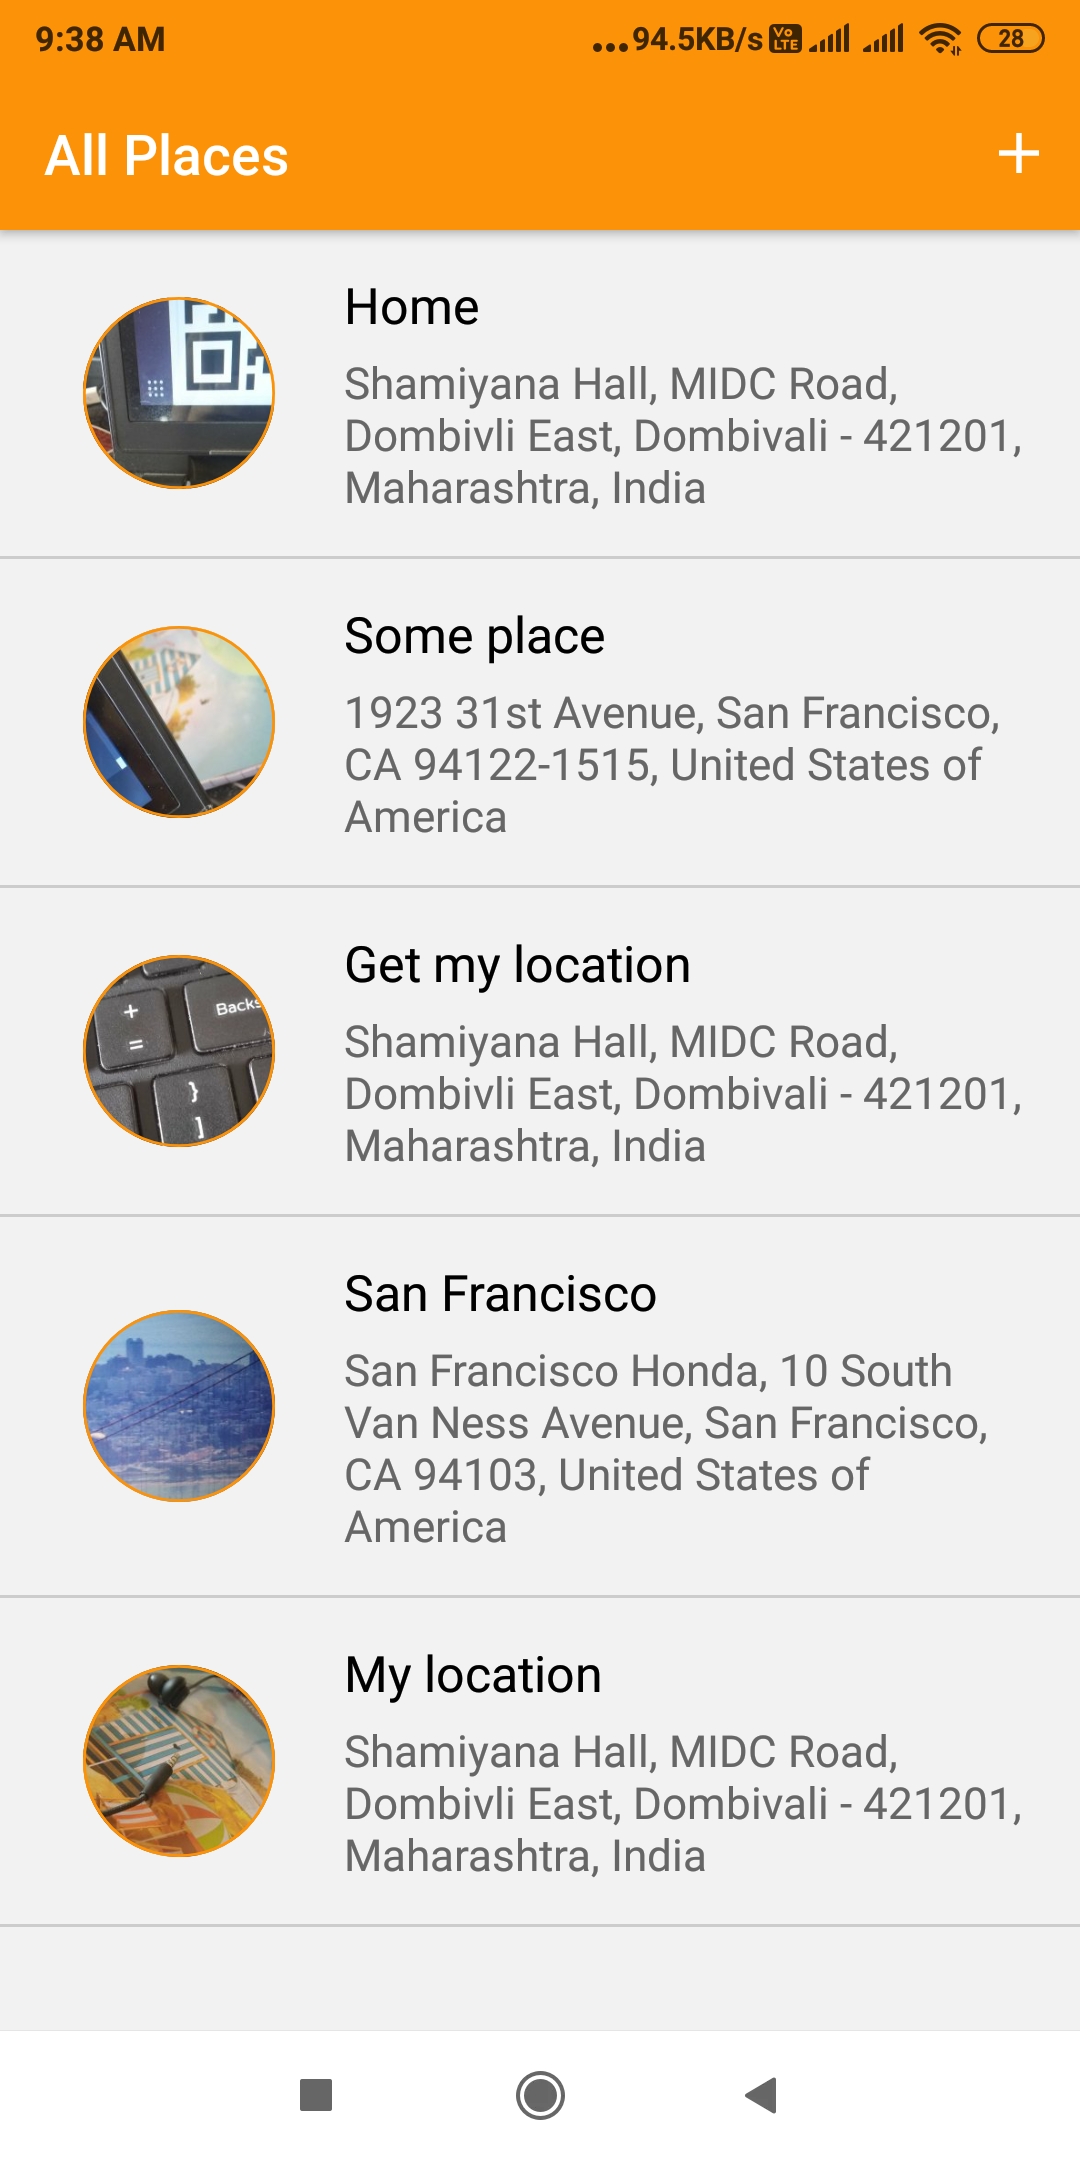 9:38 AM
...94.5KB/s Vo LTE 28
All Places
+
Home
Shamiyana Hall, MIDC Road,
Dombivli East, Dombivali - 421201,
Maharashtra, India
Some place
1923 31st Avenue, San Francisco,
CA 94122-1515, United States of
America
+
=
Backs
}
]
Get my location
Shamiyana Hall, MIDC Road,
Dombivli East, Dombivali - 421201,
Maharashtra, India
San Francisco
San Francisco Honda, 10 South
Van Ness Avenue, San Francisco,
CA 94103, United States of
America
My location
Shamiyana Hall, MIDC Road,
Dombivli East, Dombivali - 421201,
Maharashtra, India